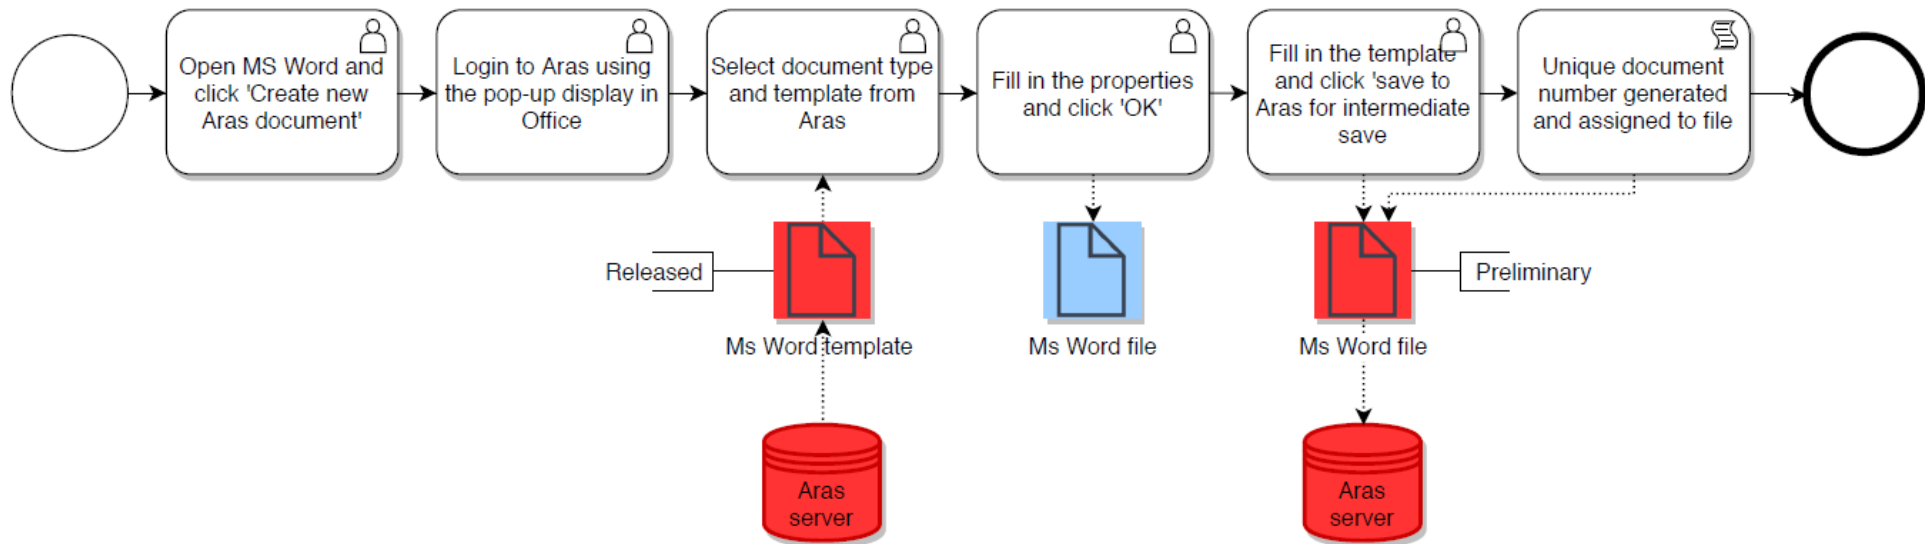 Open MS Word and
click 'Create new
Aras document'
Login to Aras using
the pop-up display in
Office
Select document type
and template from
Aras
Fill in the properties
and click 'OK'
Fill in the template
and click 'save to
Aras for intermediate
save
Unique document
number generated
and assigned to file
Released
Ms Word template
Ms Word file
Preliminary
Ms Word file
Aras
server
Aras
server